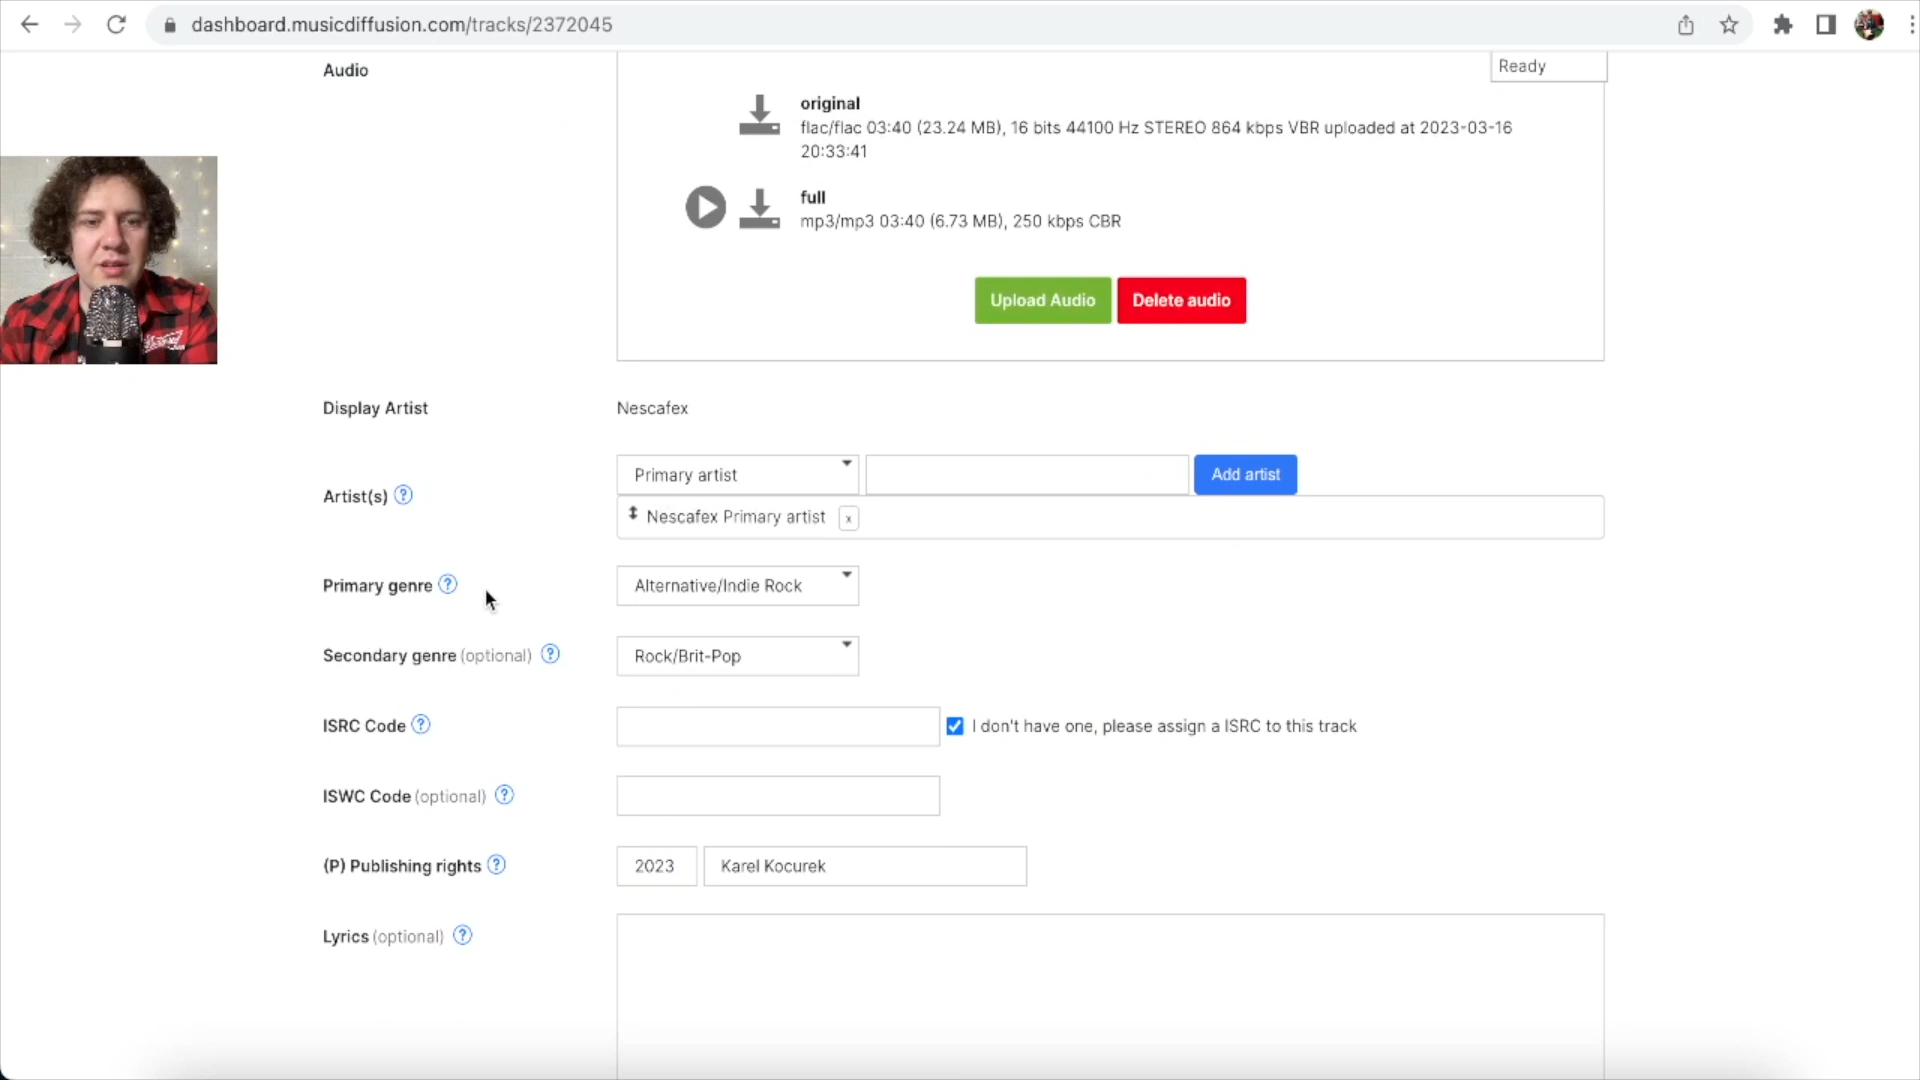 dashboard.musicdiffusion.com/tracks/2372045
Audio
Ready
original
flac/flac 03:40 (23.24 MB), 16 bits 44100 Hz STEREO 864 kbps VBR uploaded at 2023-03-16
20:33:41
full
mp3/mp3 03:40 (6.73 MB), 250 kbps CBR
Upload Audio Delete audio
Display Artist Nescafex
Primary artist Add artist
Artist(s) ?
Nescafex Primary artist x
Primary genre ? Alternative/Indie Rock
Secondary genre (optional) ? Rock/Brit-Pop
ISRC Code ? I don't have one, please assign a ISRC to this track
ISWC Code (optional) ?
(P) Publishing rights ? 2023 Karel Kocurek
Lyrics (optional) ?